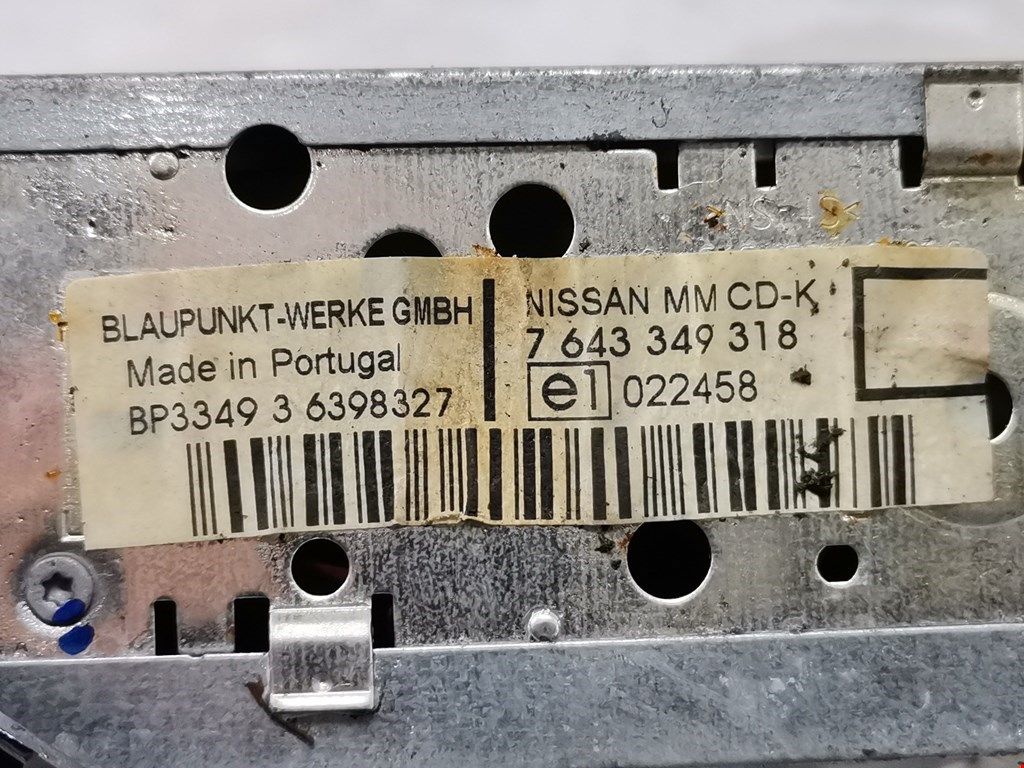 BLAUPUNKT-WERKE GMBH
Made in Portugal
BP3349 3 6398327
NISSAN MM CD-K
7 643 349 318
e1 022458